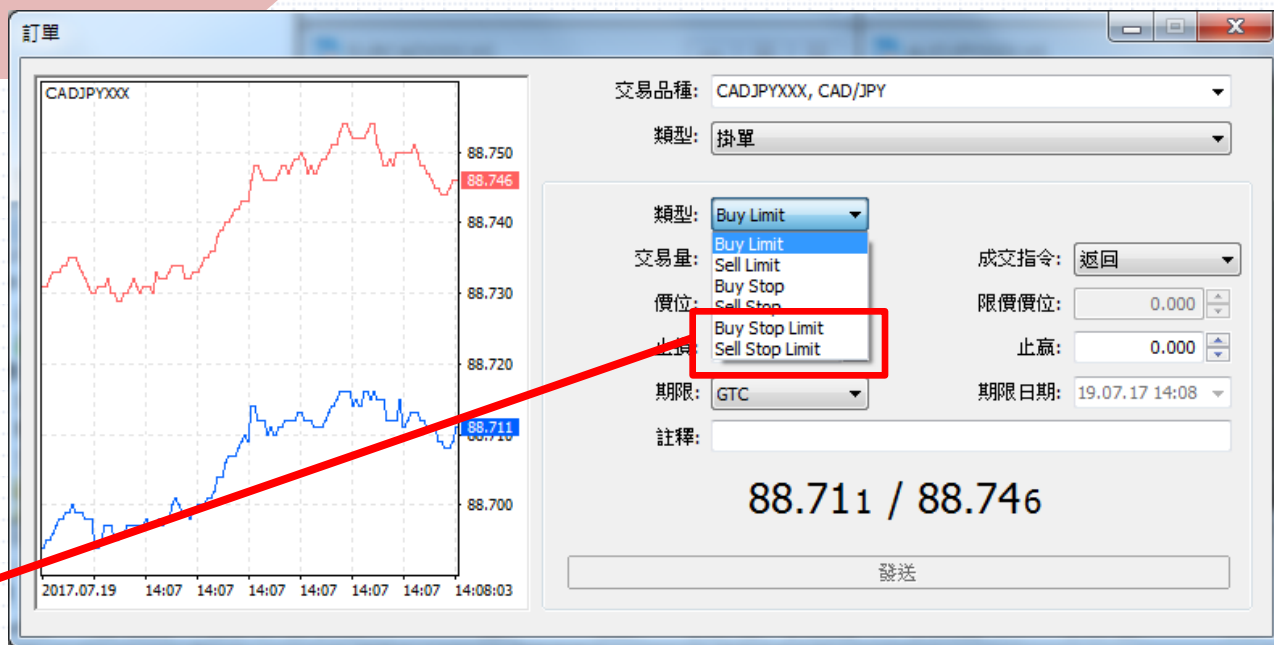 訂單
CADJPYXXX
88.750
88.746
88.740
88.730
88.720
88.711
88.700
2017.07.19 14:07 14:07 14:07 14:07 14:07 14:07 14:08:03
交易品種: CADJPYXXX, CAD/JPY
類型: 掛單
類型: Buy Limit
Buy Limit
Sell Limit
Buy Stop
Sell Stop
Buy Stop Limit
Sell Stop Limit
交易量: 成交指令: 返回
價位: 限價價位: 0.000
止損: 止贏: 0.000
期限: GTC 期限日期: 19.07.17 14:08
註釋:
88.711 / 88.746
發送